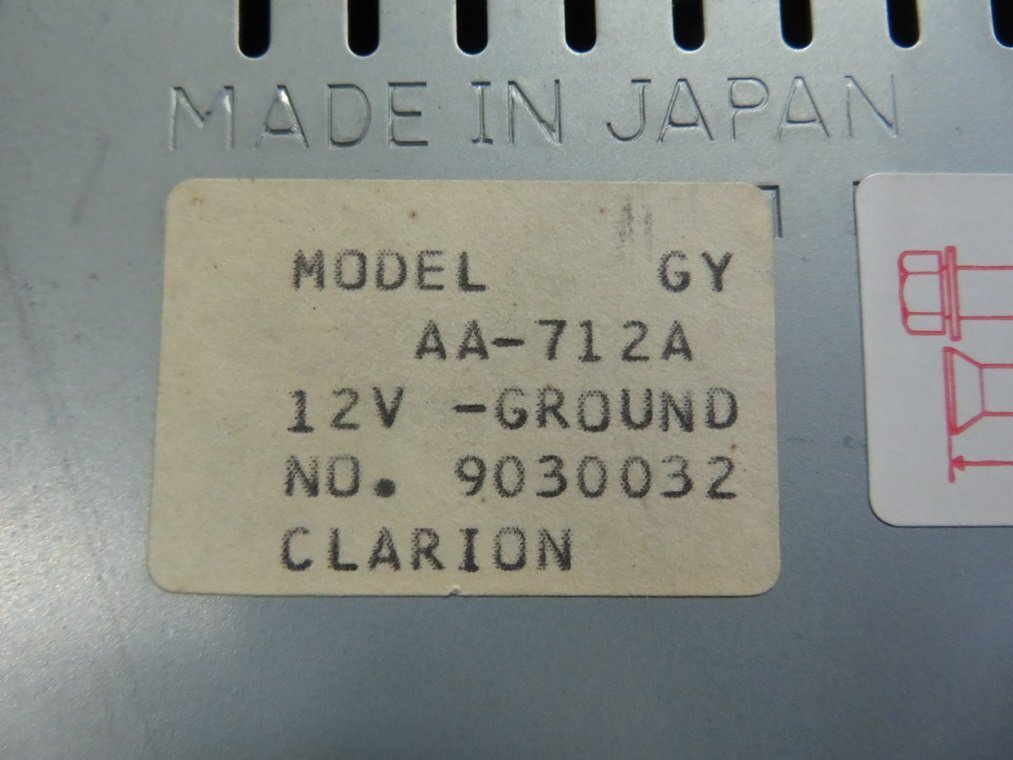 MADE IN JAPAN
MODEL GY
AA-712A
12V -GROUND
NO. 9030032
CLARION